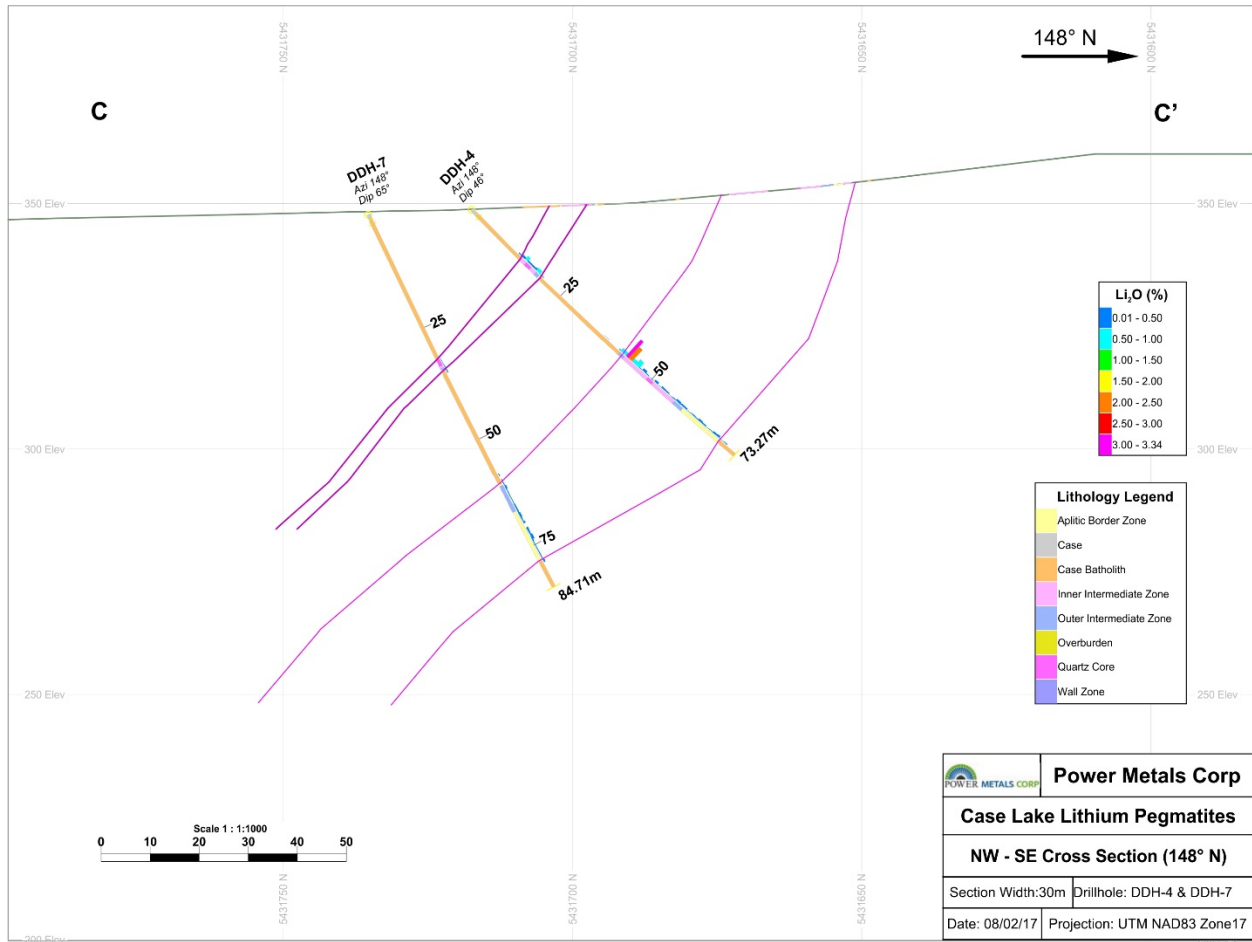 5431750 N
5431700 N
5431650 N
5431600 N
148° N
C
C'
DDH-7
Azi 148°
Dip 65°
DDH-4
Azi 148°
Dip 46°
350 Elev
350 Elev
25
25
50
50
75
73.27m
84.71m
300 Elev
300 Elev
250 Elev
250 Elev
200 Elev
Li₂O (%)
0.01 - 0.50
0.50 - 1.00
1.00 - 1.50
1.50 - 2.00
2.00 - 2.50
2.50 - 3.00
3.00 - 3.34
Lithology Legend
Aplitic Border Zone
Case
Case Batholith
Inner Intermediate Zone
Outer Intermediate Zone
Overburden
Quartz Core
Wall Zone
Scale 1 : 1:1000
0 10 20 30 40 50
5431750 N
5431700 N
5431650 N
POWER METALS CORP
Power Metals Corp
Case Lake Lithium Pegmatites
NW - SE Cross Section (148° N)
Section Width:30m Drillhole: DDH-4 & DDH-7
Date: 08/02/17 Projection: UTM NAD83 Zone17